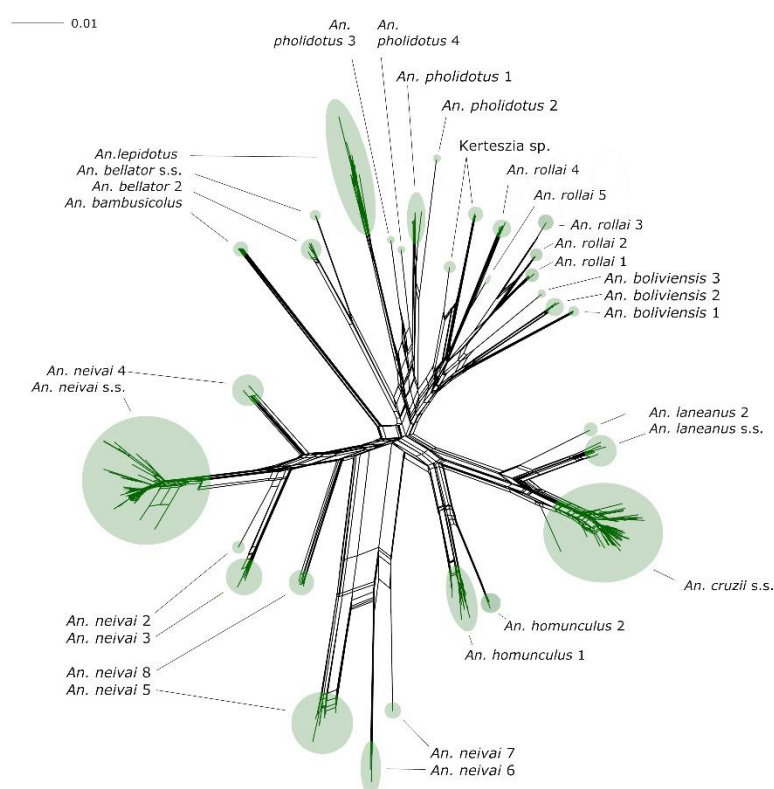 0.01
An.
pholidotus 3
An.
pholidotus 4
An. pholidotus 1
An. pholidotus 2
Kerteszia sp.
An. rollai 4
An. rollai 5
An. rollai 3
An. rollai 2
An. rollai 1
An. boliviensis 3
An. boliviensis 2
An. boliviensis 1
An.lepidotus
An. bellator s.s.
An. bellator 2
An. bambusicolus
An. neivai 4
An. neivai s.s.
An. laneanus 2
An. laneanus s.s.
An. cruzii s.s.
An. neivai 2
An. neivai 3
An. homunculus 2
An. homunculus 1
An. neivai 8
An. neivai 5
An. neivai 7
An. neivai 6